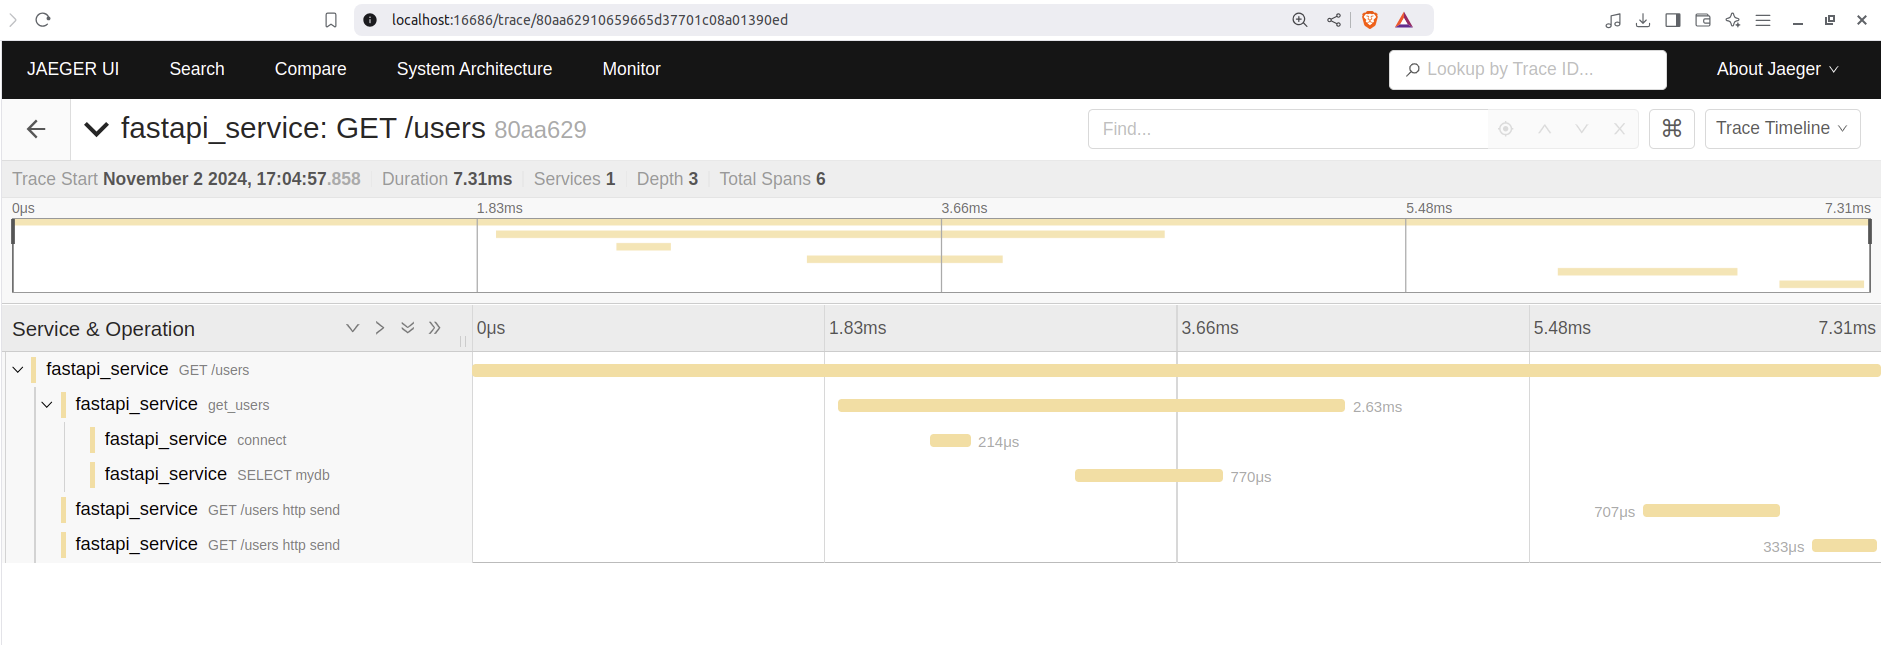 localhost:16686/trace/80aa62910659665d37701c08a01390ed
JAEGER UI Search Compare System Architecture Monitor Lookup by Trace ID... About Jaeger
fastapi_service: GET /users 80aa629 Find... ⌘ Trace Timeline
Trace Start November 2 2024, 17:04:57.858 Duration 7.31ms Services 1 Depth 3 Total Spans 6
0μs 1.83ms 3.66ms 5.48ms 7.31ms
Service & Operation 0μs 1.83ms 3.66ms 5.48ms 7.31ms
fastapi_service GET /users
fastapi_service get_users 2.63ms
fastapi_service connect 214μs
fastapi_service SELECT mydb 770μs
fastapi_service GET /users http send 707μs
fastapi_service GET /users http send 333μs